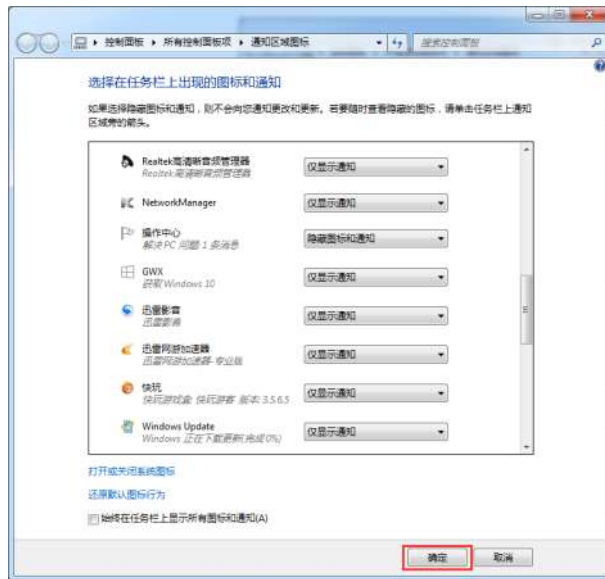 控制面板 ▸ 所有控制面板项 ▸ 通知区域图标
搜索控制面板
选择在任务栏上出现的图标和通知
如果选择隐藏图标和通知，则不会向您通知更改和更新。若要随时查看隐藏的图标，请单击任务栏上通知
区域旁的箭头。
Realtek高清晰音频管理器
仅显示通知
Realtek高清晰音频管理器
NetworkManager
仅显示通知
操作中心
隐藏图标和通知
解决 PC 问题: 1 条消息
GWX
仅显示通知
获取 Windows 10
迅雷影音
仅显示通知
迅雷影音
迅雷网游加速器
仅显示通知
迅雷网游加速器-专业版
快玩
仅显示通知
快玩游戏盒 快玩游客 版本: 3.5.6.5
Windows Update
仅显示通知
Windows 正在下载更新(完成 0%)
打开或关闭系统图标
还原默认图标行为
始终在任务栏上显示所有图标和通知(A)
确定
取消